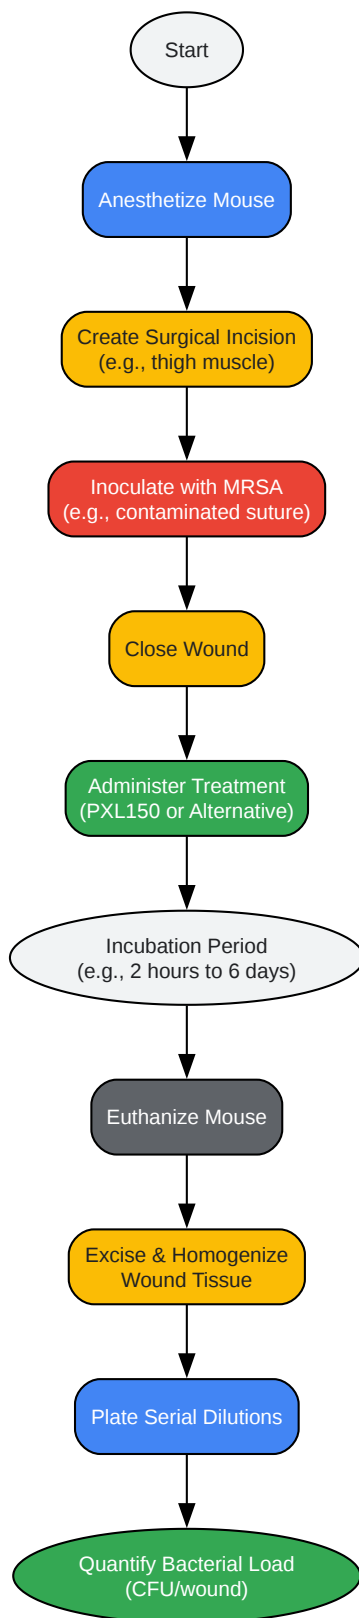 Start
Anesthetize Mouse
Create Surgical Incision
(e.g., thigh muscle)
Inoculate with MRSA
(e.g., contaminated suture)
Close Wound
Administer Treatment
(PXL150 or Alternative)
Incubation Period
(e.g., 2 hours to 6 days)
Euthanize Mouse
Excise & Homogenize
Wound Tissue
Plate Serial Dilutions
Quantify Bacterial Load
(CFU/wound)